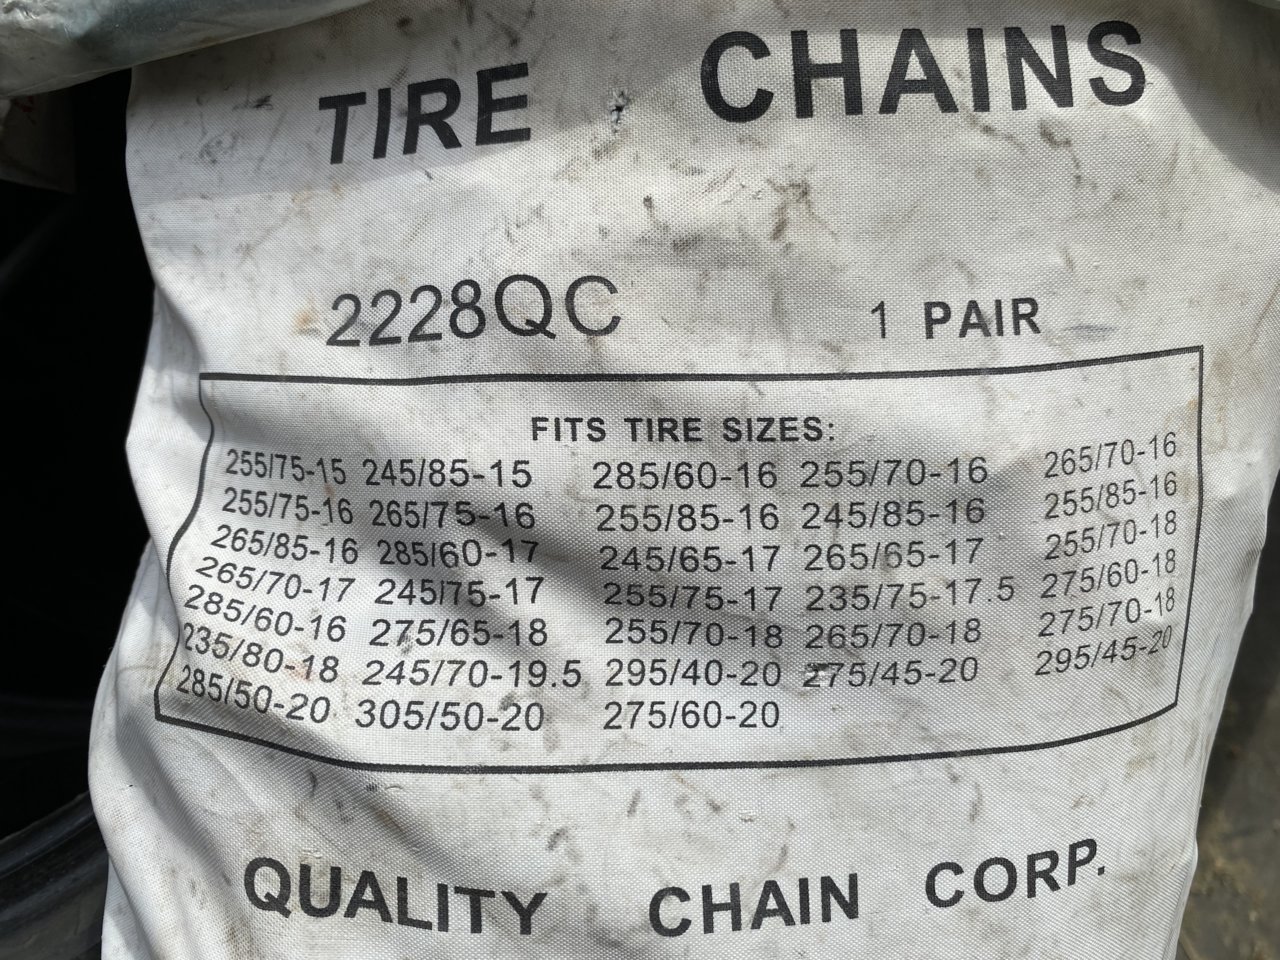 TIRE CHAINS
2228QC 1 PAIR
FITS TIRE SIZES:
255/75-15 245/85-15 285/60-16 255/70-16 265/70-16
255/75-16 265/75-16 255/85-16 245/85-16 255/85-16
265/85-16 285/60-17 245/65-17 265/65-17 255/70-18
265/70-17 245/75-17 255/75-17 235/75-17.5 275/60-18
285/60-16 275/65-18 255/70-18 265/70-18 275/70-18
235/80-18 245/70-19.5 295/40-20 275/45-20 295/45-20
285/50-20 305/50-20 275/60-20
QUALITY CHAIN CORP.